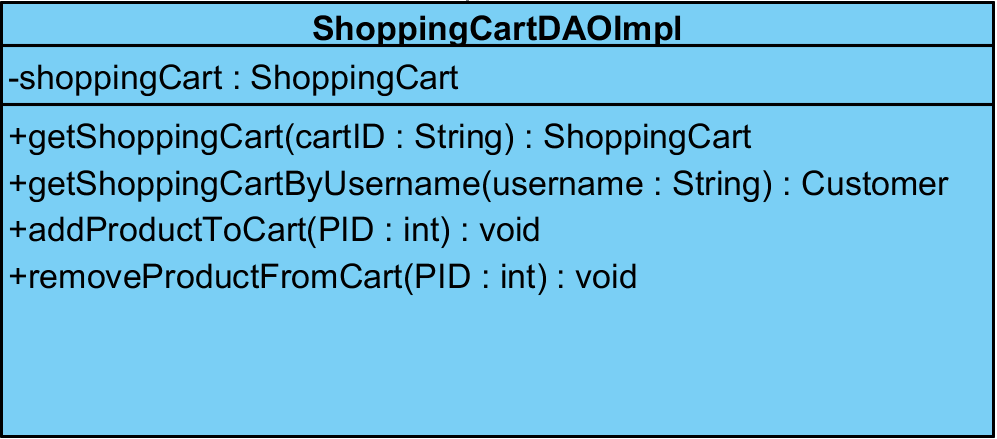 ShoppingCartDAOImpl
-shoppingCart : ShoppingCart
+getShoppingCart(cartID : String) : ShoppingCart
+getShoppingCartByUsername(username : String) : Customer
+addProductToCart(PID : int) : void
+removeProductFromCart(PID : int) : void